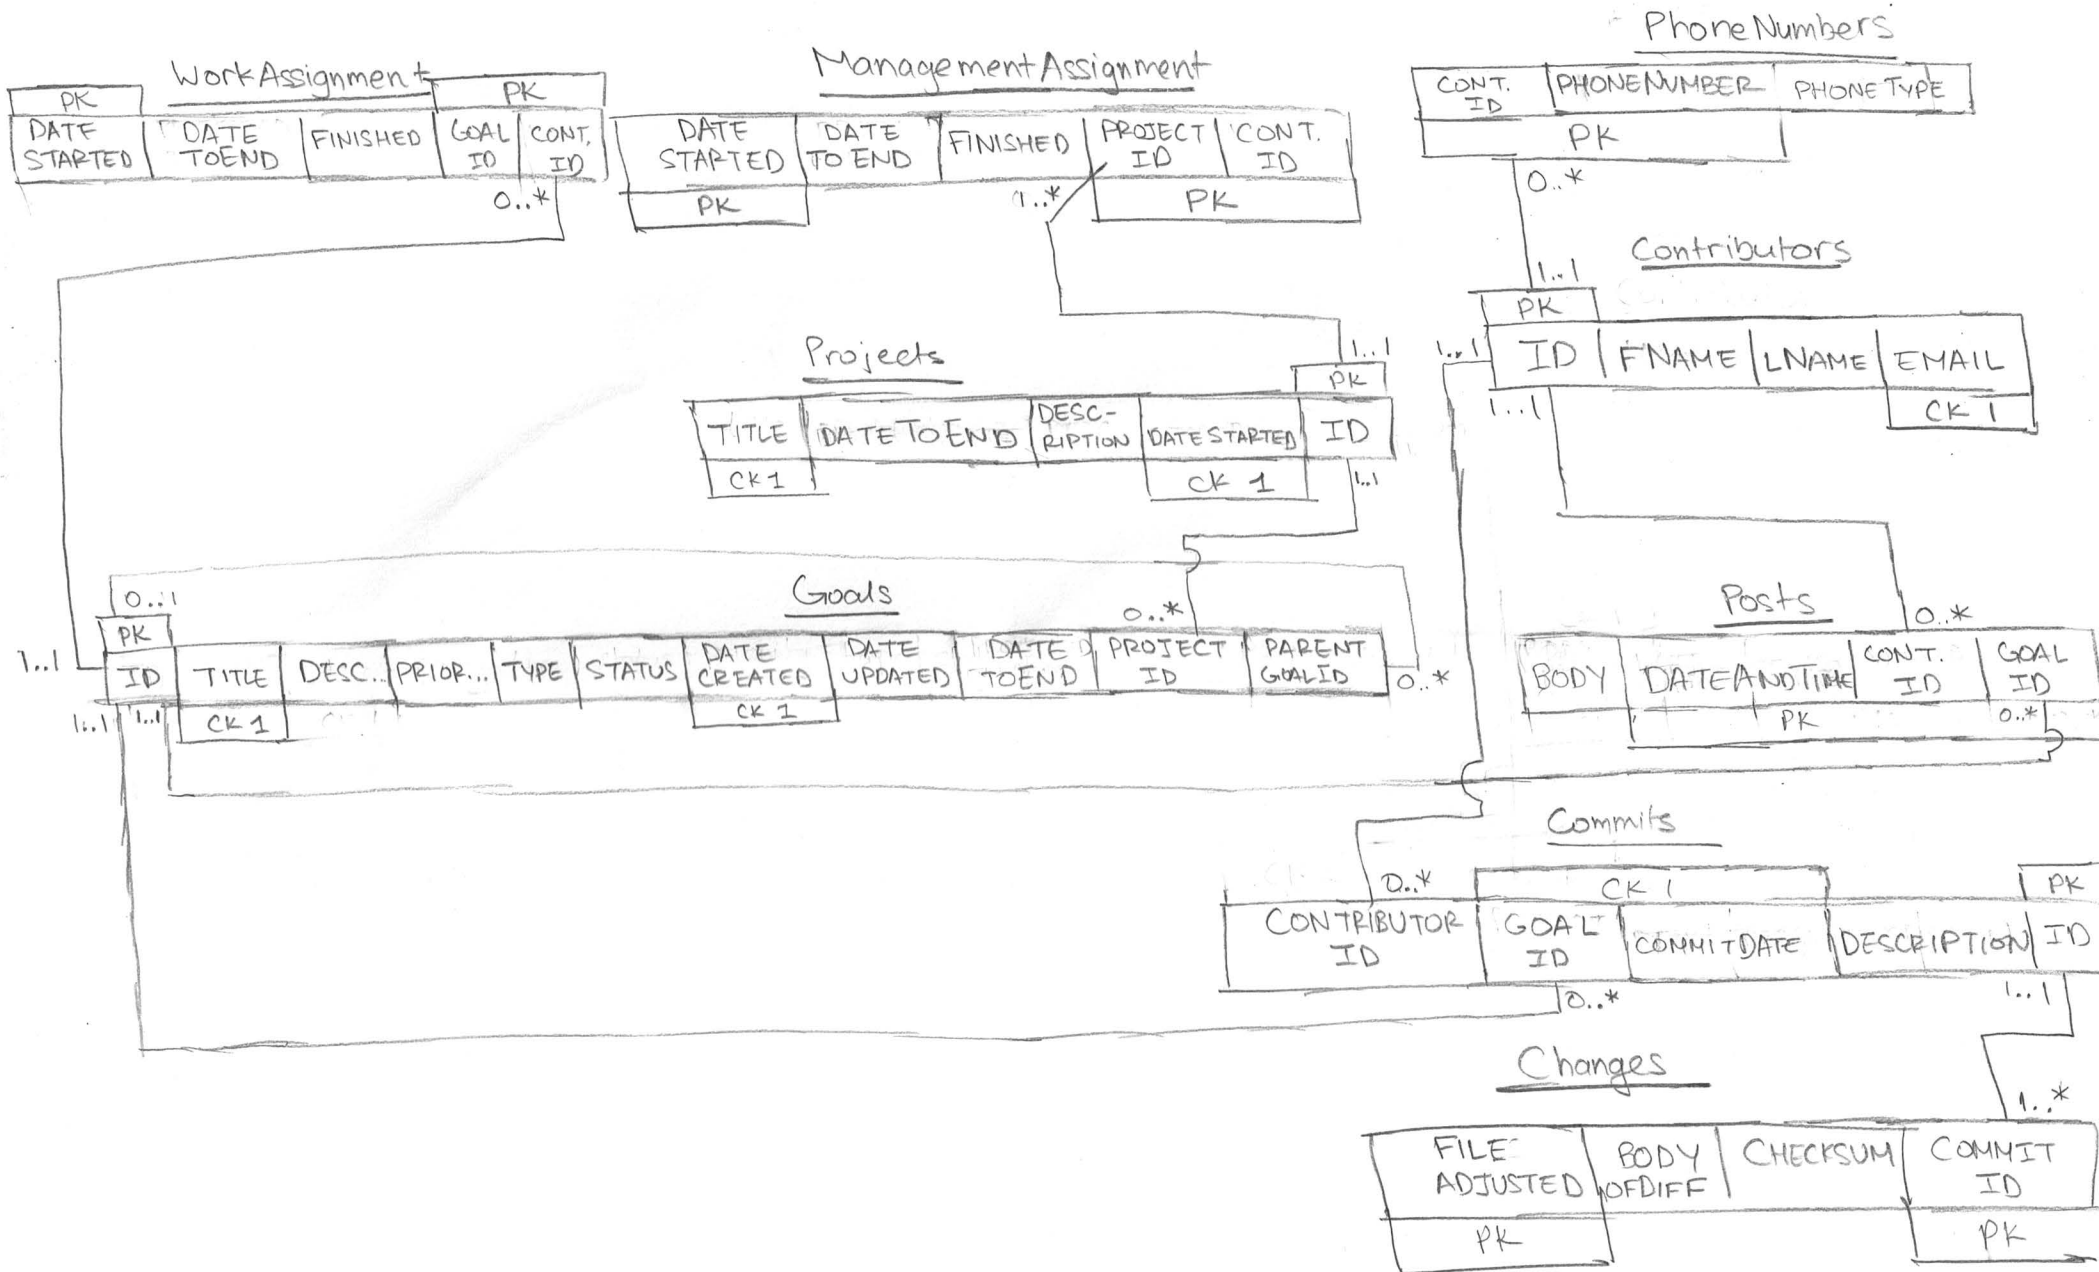 PhoneNumbers
CONT. ID PHONENUMBER PHONETYPE
PK
0..*
WorkAssignment
PK PK
DATE STARTED DATE TOEND FINISHED GOAL ID CONT. ID
0..*
ManagementAssignment
DATE STARTED DATE TO END FINISHED PROJECT ID CONT. ID
PK 1..* PK
Contributors
1..1
PK
1..1 ID FNAME LNAME EMAIL
1..1 CK 1
Projects
1..1
PK
TITLE DATE TO END DESC-RIPTION DATE STARTED ID
CK 1 CK 1 1..1
Goals
0..1 0..*
PK
1..1 ID TITLE DESC.. PRIOR... TYPE STATUS DATE CREATED DATE UPDATED DATE TOEND PROJECT ID PARENT GOALID 0..*
1..1 1..1 CK 1 CK 1
Posts
0..*
BODY DATEANDTIME CONT. ID GOAL ID
PK 0..*
Commits
0..* CK 1 PK
CONTRIBUTOR ID GOAL ID COMMITDATE DESCRIPTION ID
0..* 1..1
Changes
1..*
FILE ADJUSTED BODY OFDIFF CHECKSUM COMMIT ID
PK PK